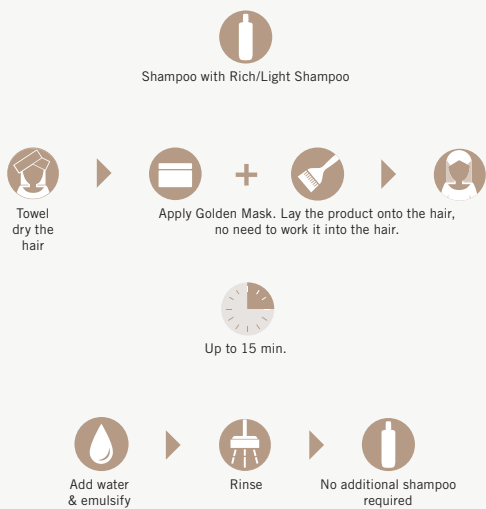 Shampoo with Rich/Light Shampoo
Towel
dry the
hair
Apply Golden Mask. Lay the product onto the hair,
no need to work it into the hair.
Up to 15 min.
Add water
& emulsify
Rinse
No additional shampoo
required